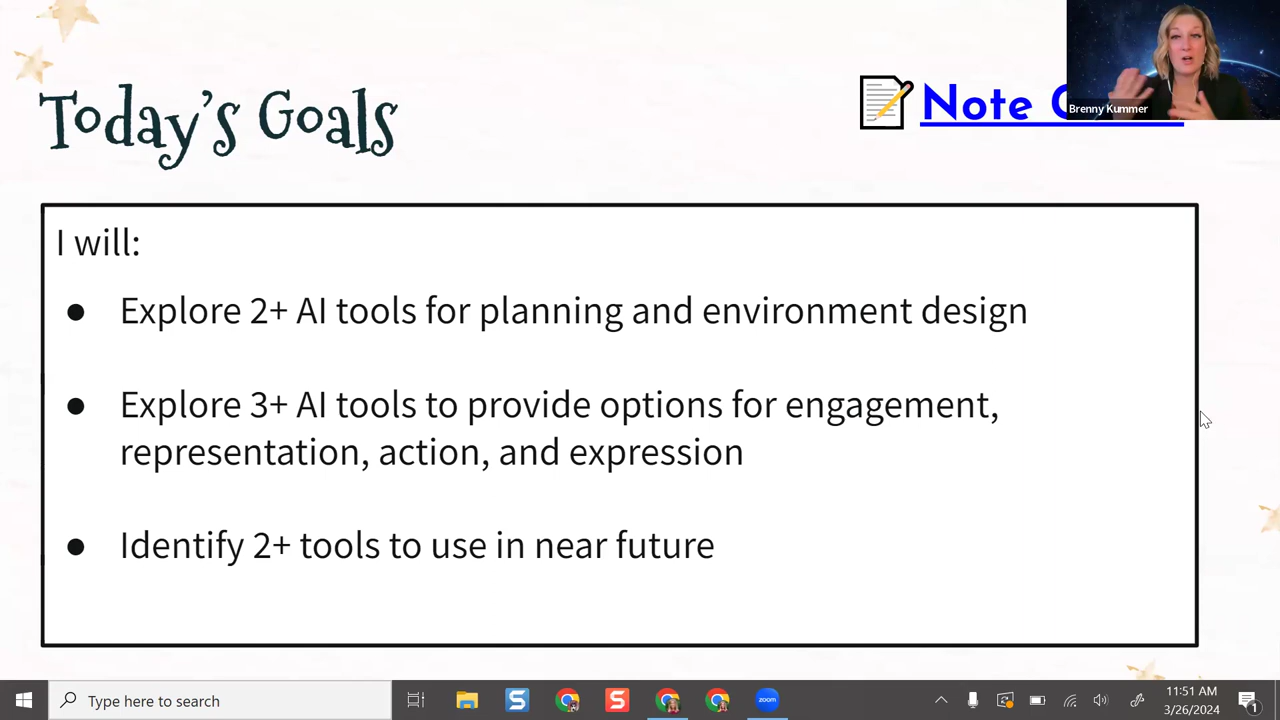 Today's Goals
Note
Brenny Kummer
I will:
● Explore 2+ AI tools for planning and environment design
● Explore 3+ AI tools to provide options for engagement,
representation, action, and expression
● Identify 2+ tools to use in near future
Type here to search
S
S
zoom
11:51 AM
3/26/2024
1